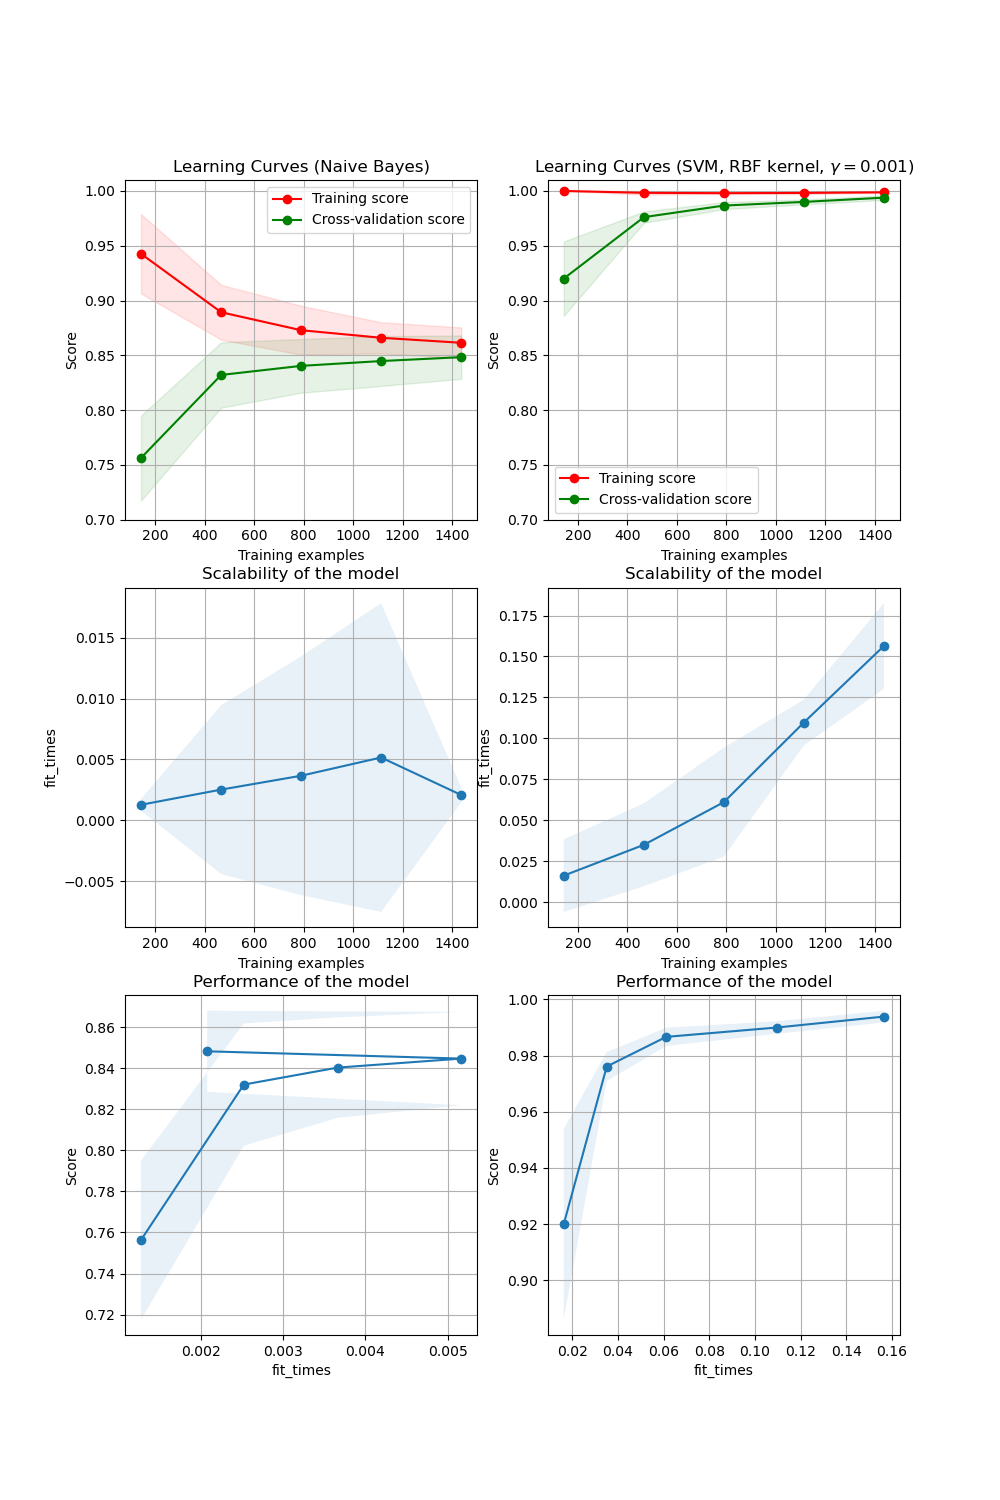 Learning Curves (Naive Bayes)
Learning Curves (SVM, RBF kernel, γ = 0.001)
1.00
0.95
0.90
0.85
0.80
0.75
0.70
Score
Training score
Cross-validation score
200 400 600 800 1000 1200 1400
Training examples
1.00
0.95
0.90
0.85
0.80
0.75
0.70
Score
Training score
Cross-validation score
200 400 600 800 1000 1200 1400
Training examples
Scalability of the model
0.015
0.010
0.005
0.000
−0.005
fit_times
200 400 600 800 1000 1200 1400
Training examples
Scalability of the model
0.175
0.150
0.125
0.100
0.075
0.050
0.025
0.000
fit_times
200 400 600 800 1000 1200 1400
Training examples
Performance of the model
0.86
0.84
0.82
0.80
0.78
0.76
0.74
0.72
Score
0.002 0.003 0.004 0.005
fit_times
Performance of the model
1.00
0.98
0.96
0.94
0.92
0.90
Score
0.02 0.04 0.06 0.08 0.10 0.12 0.14 0.16
fit_times